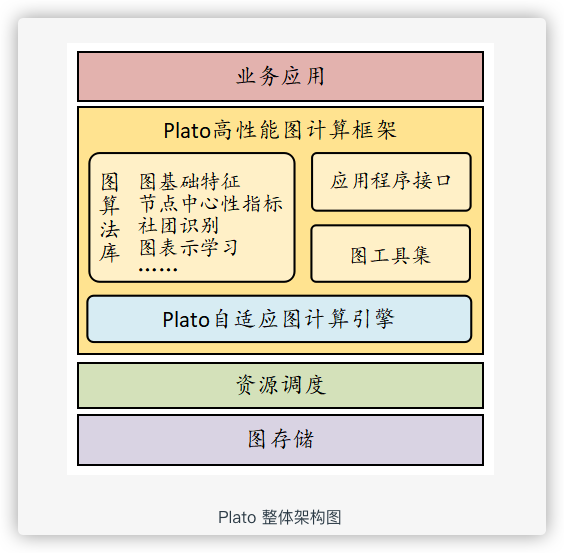 业务应用
Plato高性能图计算框架
图算法库
图基础特征
节点中心性指标
社团识别
图表示学习
……
应用程序接口
图工具集
Plato自适应图计算引擎
资源调度
图存储
Plato 整体架构图